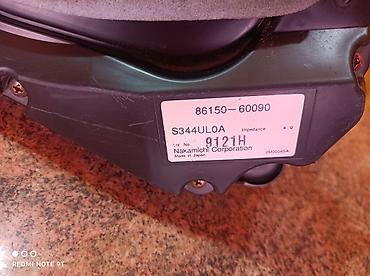 86150-60090
S344UL0A Impedance 4 Ω
Lot No. 9121H
Nakamichi Corporation
Made in Japan
REDMI NOTE 9T